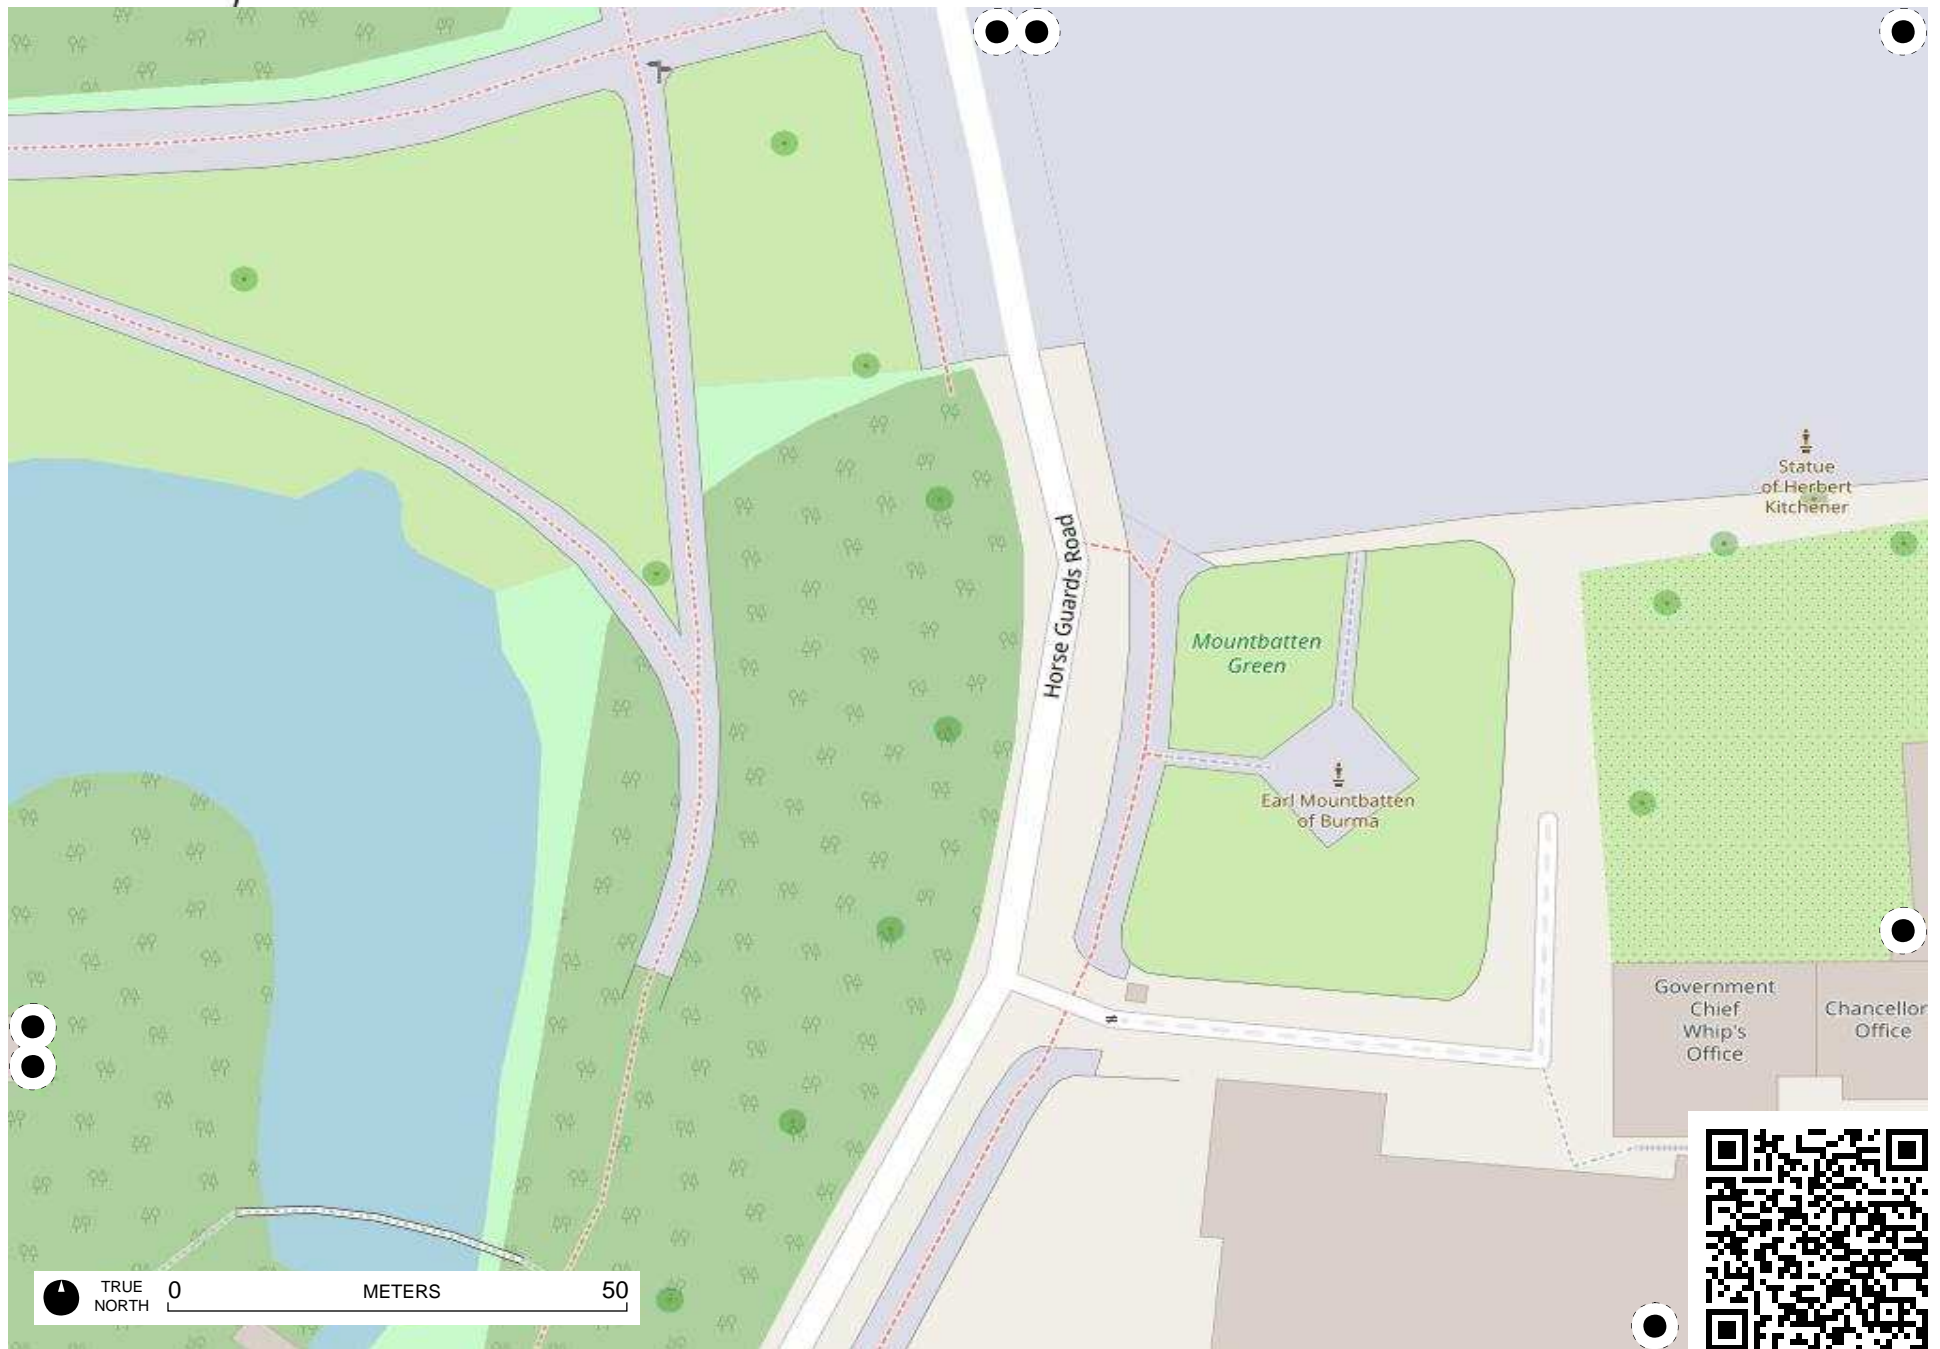 Statue
of Herbert
Kitchener
Horse Guards Road
Mountbatten
Green
Earl Mountbatten
of Burma
Government
Chief
Whip's
Office
Chancellor
Office
TRUE
NORTH
0
METERS
50